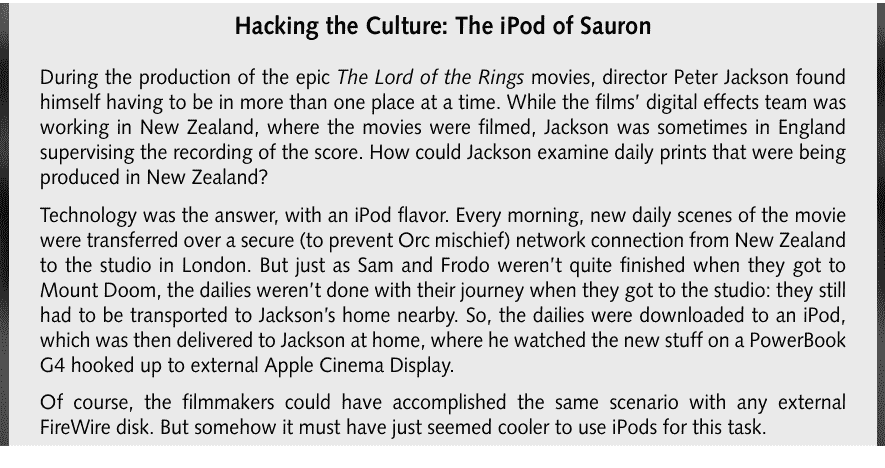 Hacking the Culture: The iPod of Sauron
During the production of the epic The Lord of the Rings movies, director Peter Jackson found
himself having to be in more than one place at a time. While the films’ digital effects team was
working in New Zealand, where the movies were filmed, Jackson was sometimes in England
supervising the recording of the score. How could Jackson examine daily prints that were being
produced in New Zealand?
Technology was the answer, with an iPod flavor. Every morning, new daily scenes of the movie
were transferred over a secure (to prevent Orc mischief) network connection from New Zealand
to the studio in London. But just as Sam and Frodo weren’t quite finished when they got to
Mount Doom, the dailies weren’t done with their journey when they got to the studio: they still
had to be transported to Jackson’s home nearby. So, the dailies were downloaded to an iPod,
which was then delivered to Jackson at home, where he watched the new stuff on a PowerBook
G4 hooked up to external Apple Cinema Display.
Of course, the filmmakers could have accomplished the same scenario with any external
FireWire disk. But somehow it must have just seemed cooler to use iPods for this task.